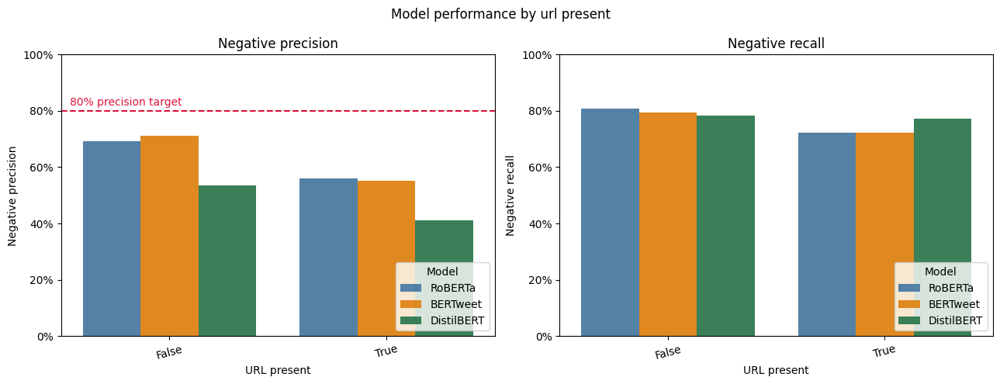 Model performance by url present
Negative precision
100%
80%
60%
40%
20%
0%
Negative precision
80% precision target
False
True
URL present
Model
RoBERTa
BERTweet
DistilBERT
Negative recall
100%
80%
60%
40%
20%
0%
Negative recall
False
True
URL present
Model
RoBERTa
BERTweet
DistilBERT